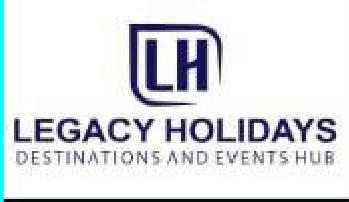 LH
LEGACY HOLIDAYS
DESTINATIONS AND EVENTS HUB